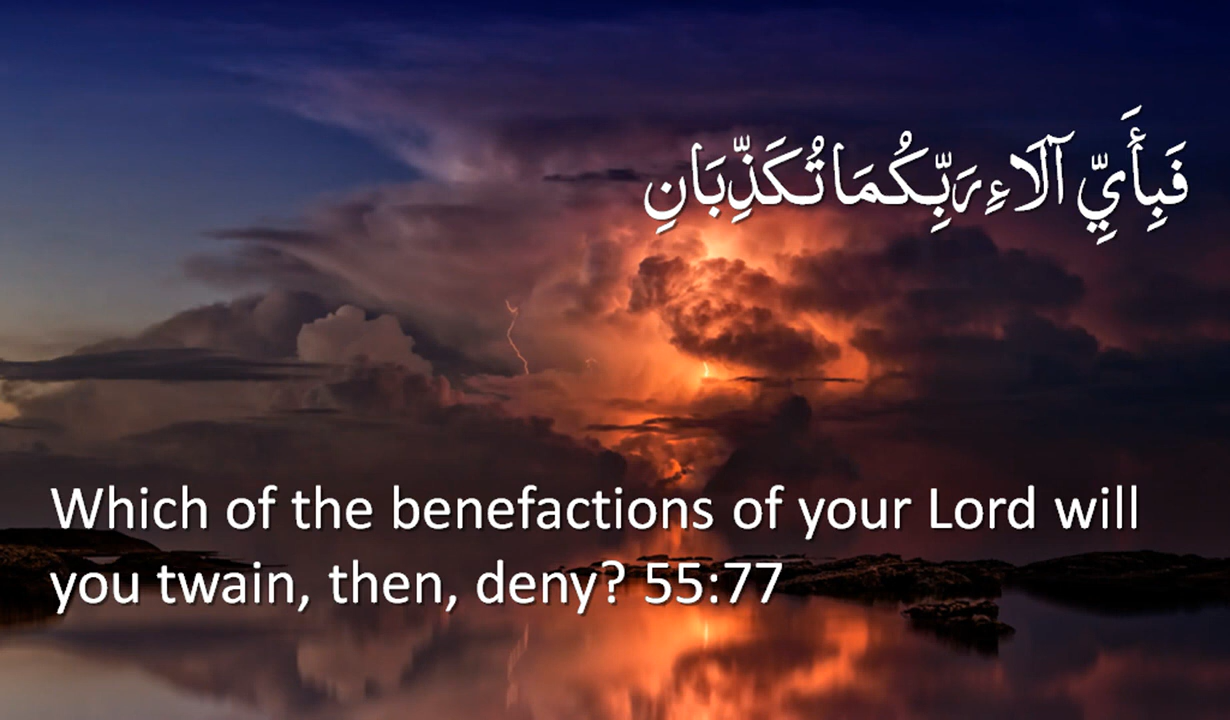 فَبِأَيِّ آلَاءِ رَبِّكُمَا تُكَذِّبَانِ
Which of the benefactions of your Lord will
you twain, then, deny? 55:77